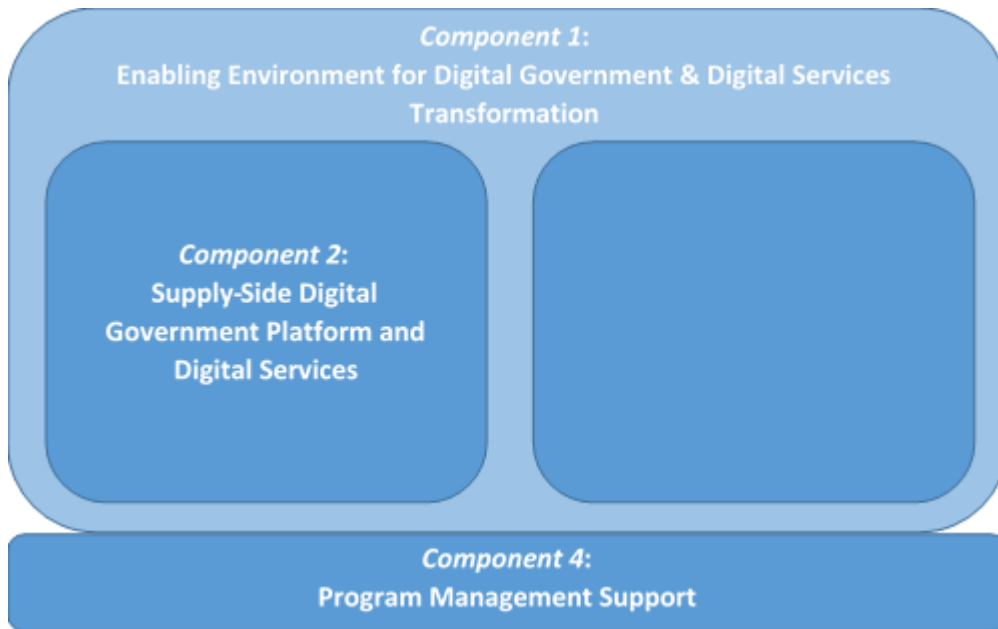 Component 1:
Enabling Environment for Digital Government & Digital Services
Transformation
Component 2:
Supply-Side Digital
Government Platform and
Digital Services
Component 4:
Program Management Support